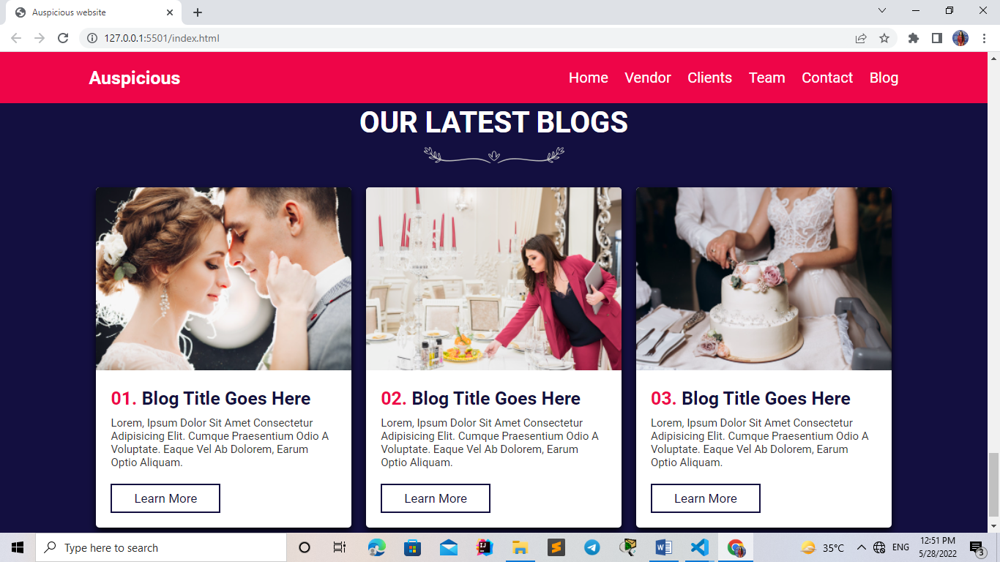 Auspicious website
127.0.0.1:5501/index.html
Auspicious
Home Vendor Clients Team Contact Blog
OUR LATEST BLOGS
01. Blog Title Goes Here
Lorem, Ipsum Dolor Sit Amet Consectetur
Adipisicing Elit. Cumque Praesentium Odio A
Voluptate. Eaque Vel Ab Dolorem, Earum
Optio Aliquam.
Learn More
02. Blog Title Goes Here
Lorem, Ipsum Dolor Sit Amet Consectetur
Adipisicing Elit. Cumque Praesentium Odio A
Voluptate. Eaque Vel Ab Dolorem, Earum
Optio Aliquam.
Learn More
03. Blog Title Goes Here
Lorem, Ipsum Dolor Sit Amet Consectetur
Adipisicing Elit. Cumque Praesentium Odio A
Voluptate. Eaque Vel Ab Dolorem, Earum
Optio Aliquam.
Learn More
Type here to search
IJ
W
35°C
ENG
12:51 PM
5/28/2022
3